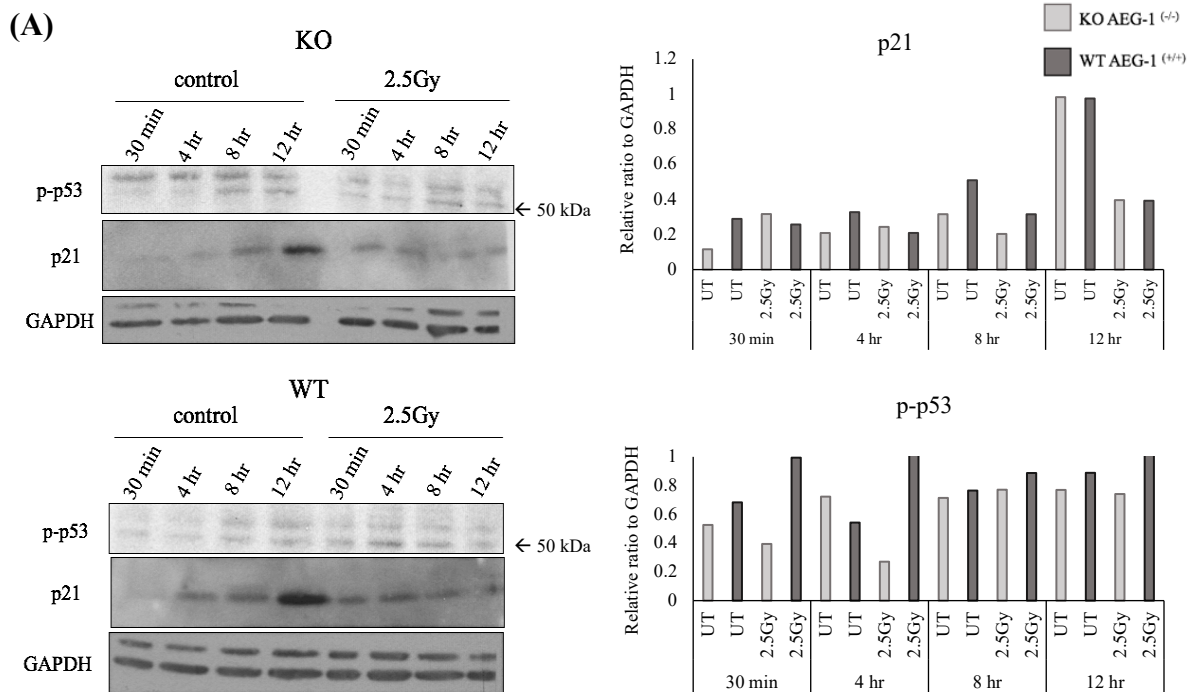 (A)
KO
control 2.5Gy
30 min 4 hr 8 hr 12 hr 30 min 4 hr 8 hr 12 hr
p-p53
← 50 kDa
p21
GAPDH
WT
control 2.5Gy
30 min 4 hr 8 hr 12 hr 30 min 4 hr 8 hr 12 hr
p-p53
← 50 kDa
p21
GAPDH
KO AEG-1 (-/-)
WT AEG-1 (+/+)
p21
Relative ratio to GAPDH
1.2
1
0.8
0.6
0.4
0.2
0
UT UT 2.5Gy 2.5Gy UT UT 2.5Gy 2.5Gy UT UT 2.5Gy 2.5Gy UT UT 2.5Gy 2.5Gy
30 min 4 hr 8 hr 12 hr
p-p53
Relative ratio to GAPDH
1
0.8
0.6
0.4
0.2
0
UT UT 2.5Gy 2.5Gy UT UT 2.5Gy 2.5Gy UT UT 2.5Gy 2.5Gy UT UT 2.5Gy 2.5Gy
30 min 4 hr 8 hr 12 hr